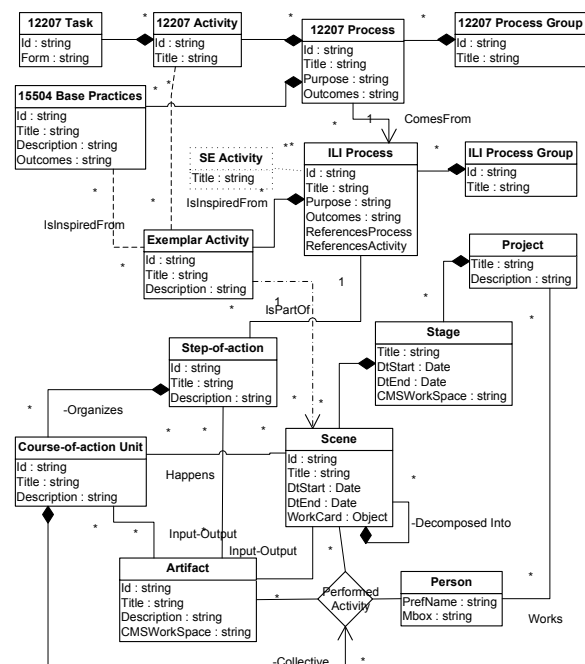 12207 Task
Id : string
Form : string
*
12207 Activity
Id : string
Title : string
*
12207 Process
Id : string
Title : string
Purpose : string
Outcomes : string
*
12207 Process Group
Id : string
Title : string
15504 Base Practices
Id : string
Title : string
Description : string
Outcomes : string
*
*
*
1
ComesFrom
*
SE Activity
Title : string
**
ILI Process
Id : string
Title : string
Purpose : string
Outcomes : string
ReferencesProcess
ReferencesActivity
*
ILI Process Group
Id : string
Title : string
*
*
*
IsInspiredFrom
IsInspiredFrom
*
*
Exemplar Activity
Id : string
Title : string
Description : string
Project
Title : string
Description : string
*
1
1
IsPartOf
*
*
Stage
Title : string
DtStart : Date
DtEnd : Date
CMSWorkSpace : string
Step-of-action
Id : string
Title : string
Description : string
*
-Organizes
*
*
*
Course-of-action Unit
Id : string
Title : string
Description : string
*
*
*
Happens
Scene
Id : string
Title : string
DtStart : Date
DtEnd : Date
WorkCard : Object
*
-Decomposed Into
*
*
Input-Output
*
Input-Output
*
Artifact
Id : string
Title : string
Description : string
CMSWorkSpace : string
*
Performed
Activity
Person
PrefName : string
Mbox : string
*
Works
-Collective
*